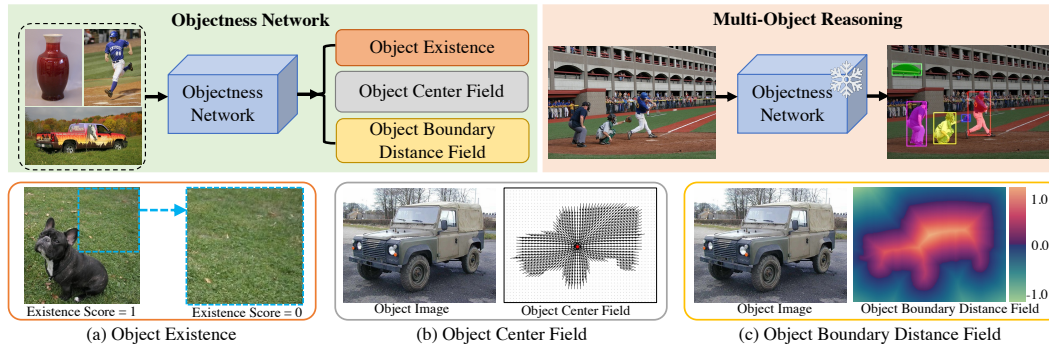 Objectness Network
Multi-Object Reasoning
Objectness
Network
Object Existence
Object Center Field
Object Boundary
Distance Field
Objectness
Network
Existence Score = 1
Existence Score = 0
(a) Object Existence
Object Image
Object Center Field
(b) Object Center Field
Object Image
Object Boundary Distance Field
1.0
0.0
-1.0
(c) Object Boundary Distance Field